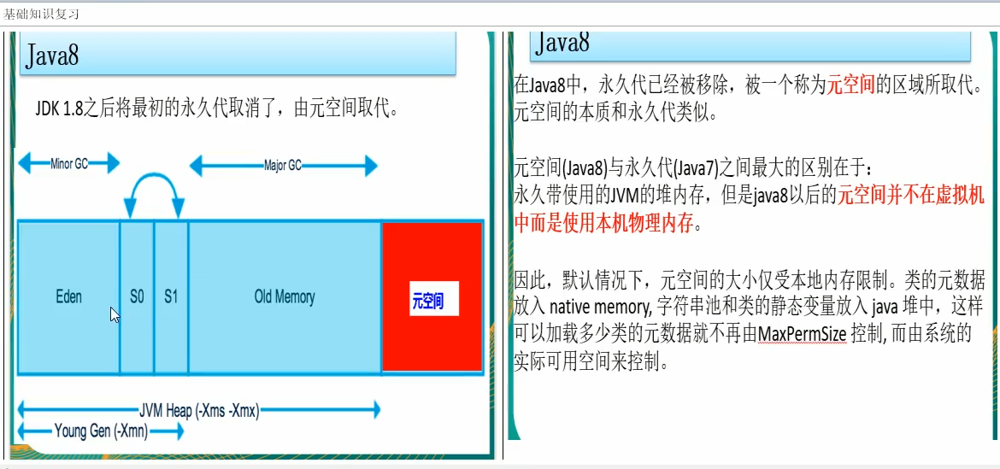 基础知识复习
Java8
JDK 1.8之后将最初的永久代取消了，由元空间取代。
Minor GC
Major GC
Eden
S0
S1
Old Memory
元空间
JVM Heap (-Xms -Xmx)
Young Gen (-Xmn)
Java8
在Java8中，永久代已经被移除，被一个称为元空间的区域所取代。
元空间的本质和永久代类似。
元空间(Java8)与永久代(Java7)之间最大的区别在于：
永久带使用的JVM的堆内存，但是java8以后的元空间并不在虚拟机
中而是使用本机物理内存。
因此，默认情况下，元空间的大小仅受本地内存限制。类的元数据
放入 native memory, 字符串池和类的静态变量放入 java 堆中，这样
可以加载多少类的元数据就不再由MaxPermSize 控制, 而由系统的
实际可用空间来控制。